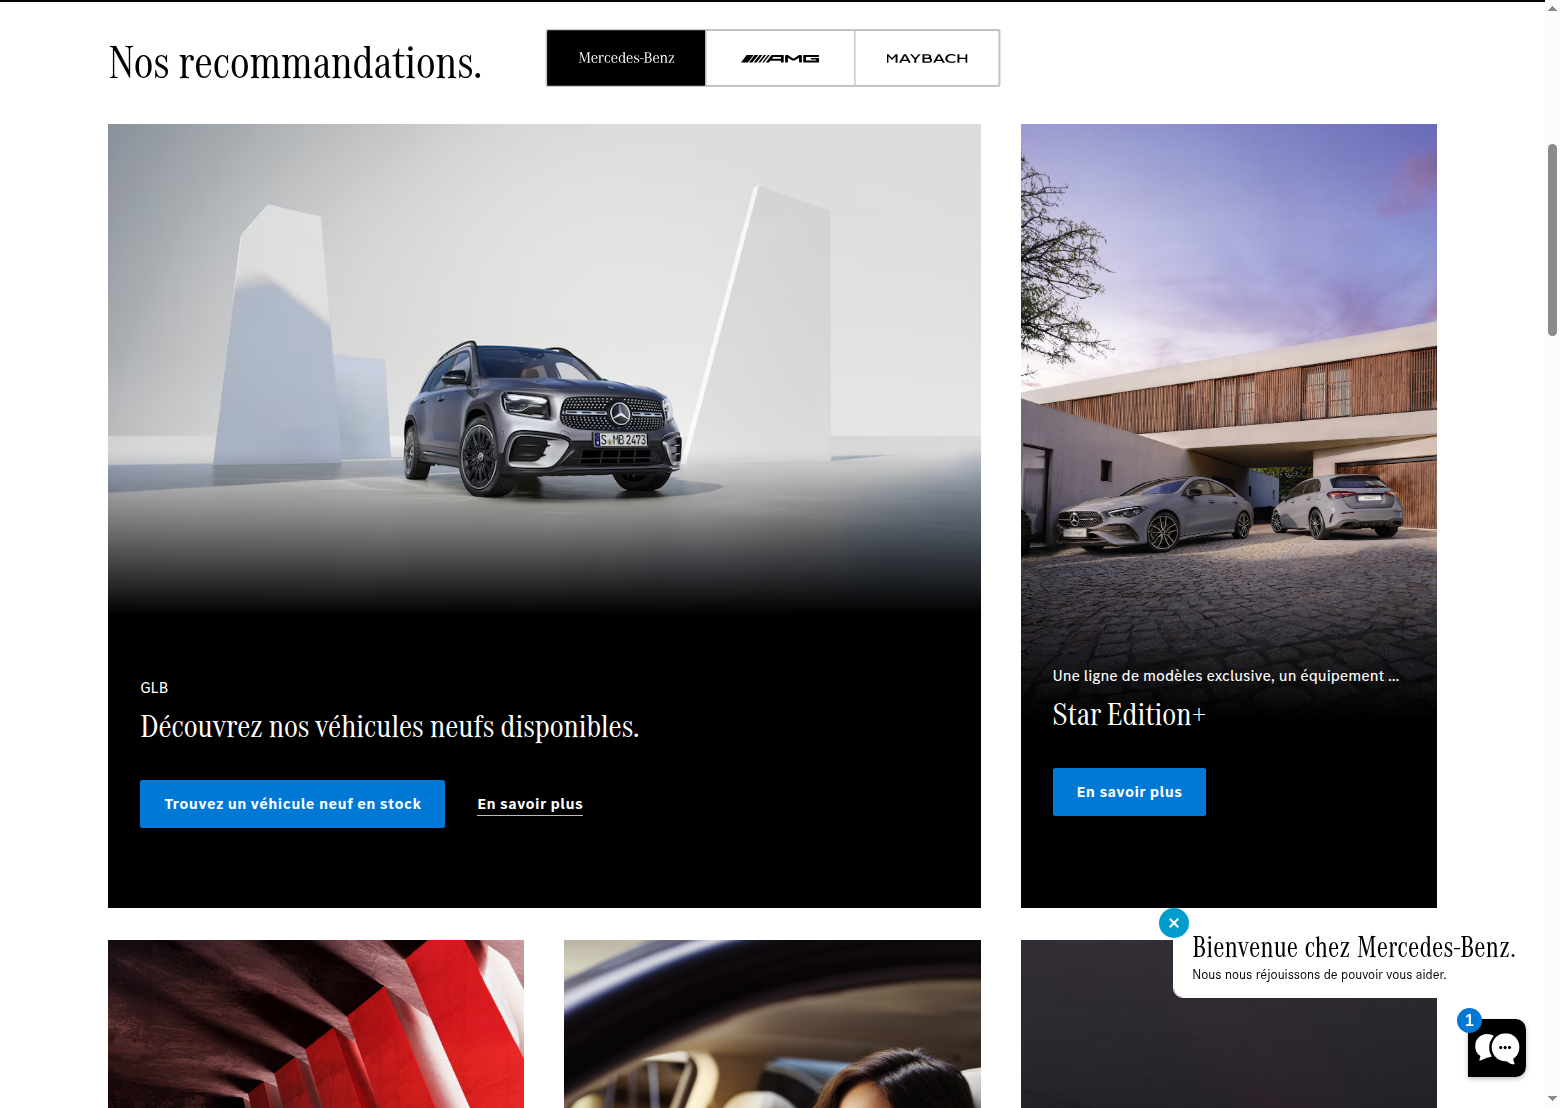 Nos recommandations.
Mercedes-Benz
AMG
MAYBACH
S MB 2473
GLB
Découvrez nos véhicules neufs disponibles.
Trouvez un véhicule neuf en stock
En savoir plus
Une ligne de modèles exclusive, un équipement ...
Star Edition+
En savoir plus
Bienvenue chez Mercedes-Benz.
Nous nous réjouissons de pouvoir vous aider.
1